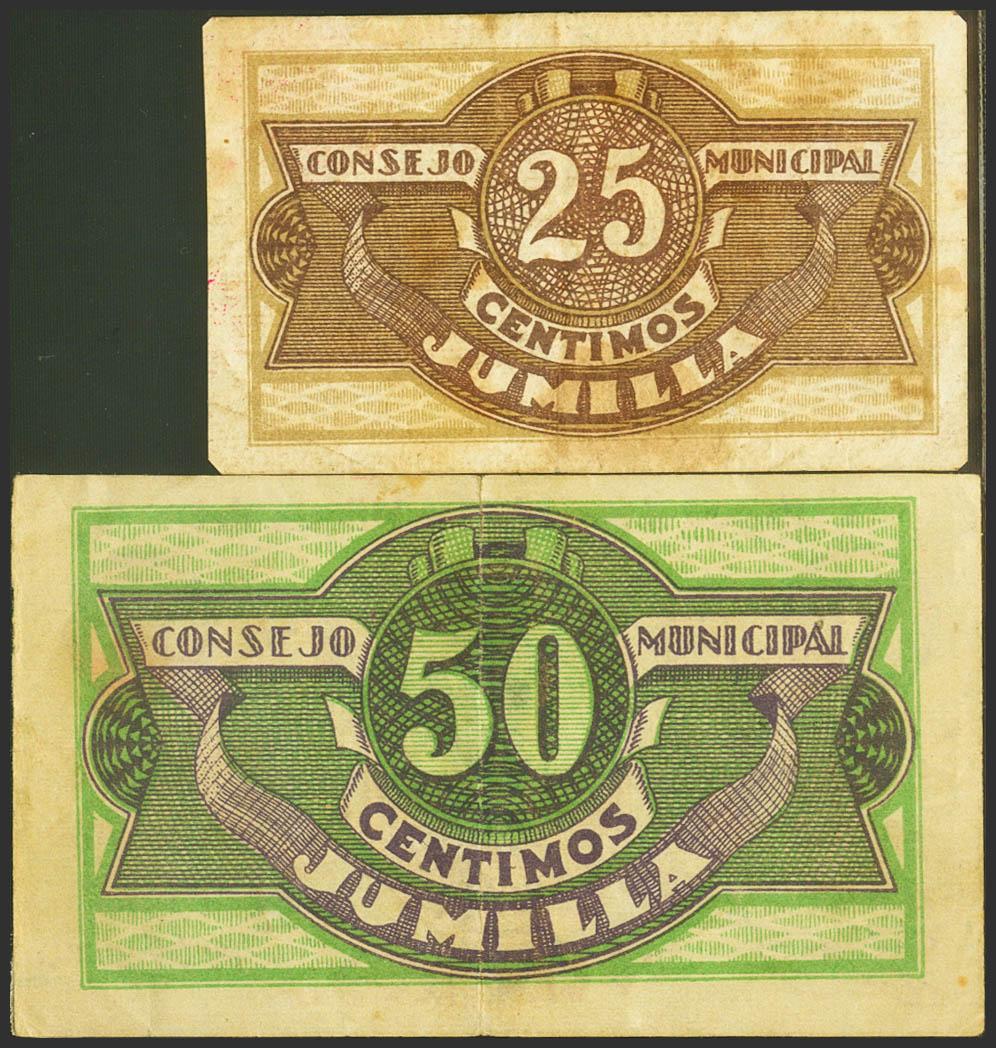 CONSEJO 25 MUNICIPAL
CENTIMOS
JUMILLA
CONSEJO 50 MUNICIPAL
CENTIMOS
JUMILLA